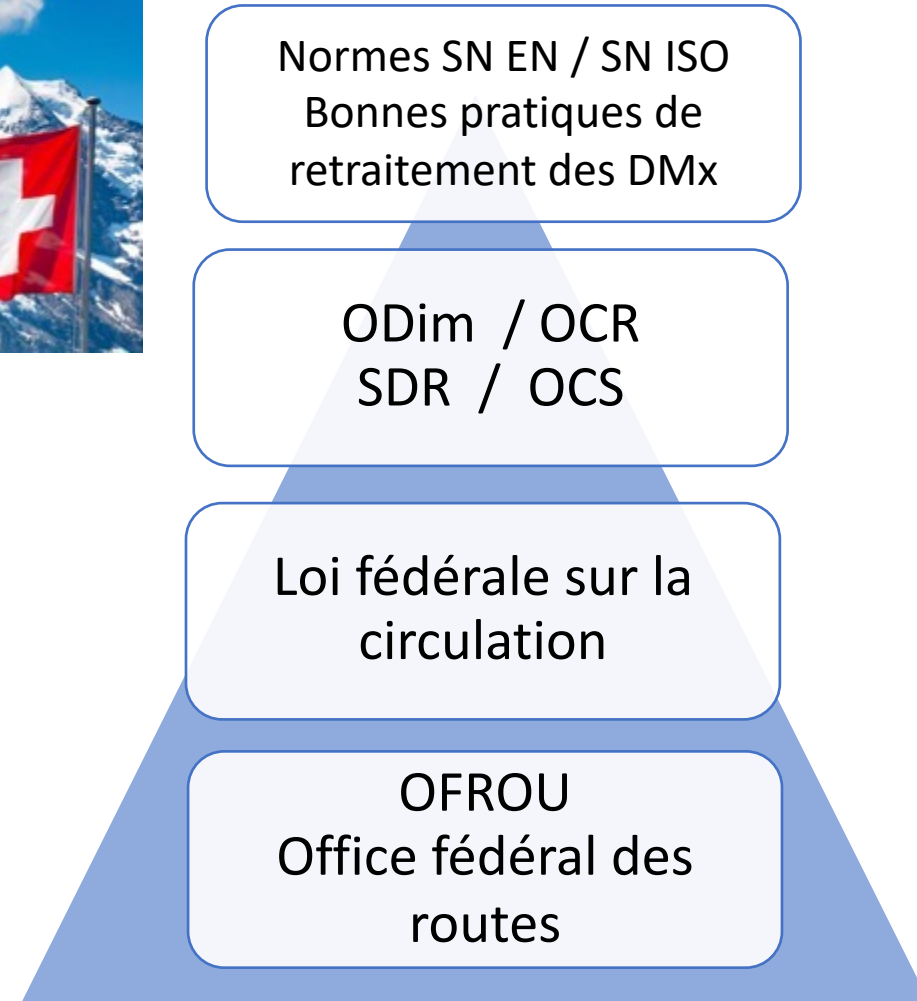 Normes SN EN / SN ISO
Bonnes pratiques de
retraitement des DMx
ODim / OCR
SDR / OCS
Loi fédérale sur la
circulation
OFROU
Office fédéral des
routes